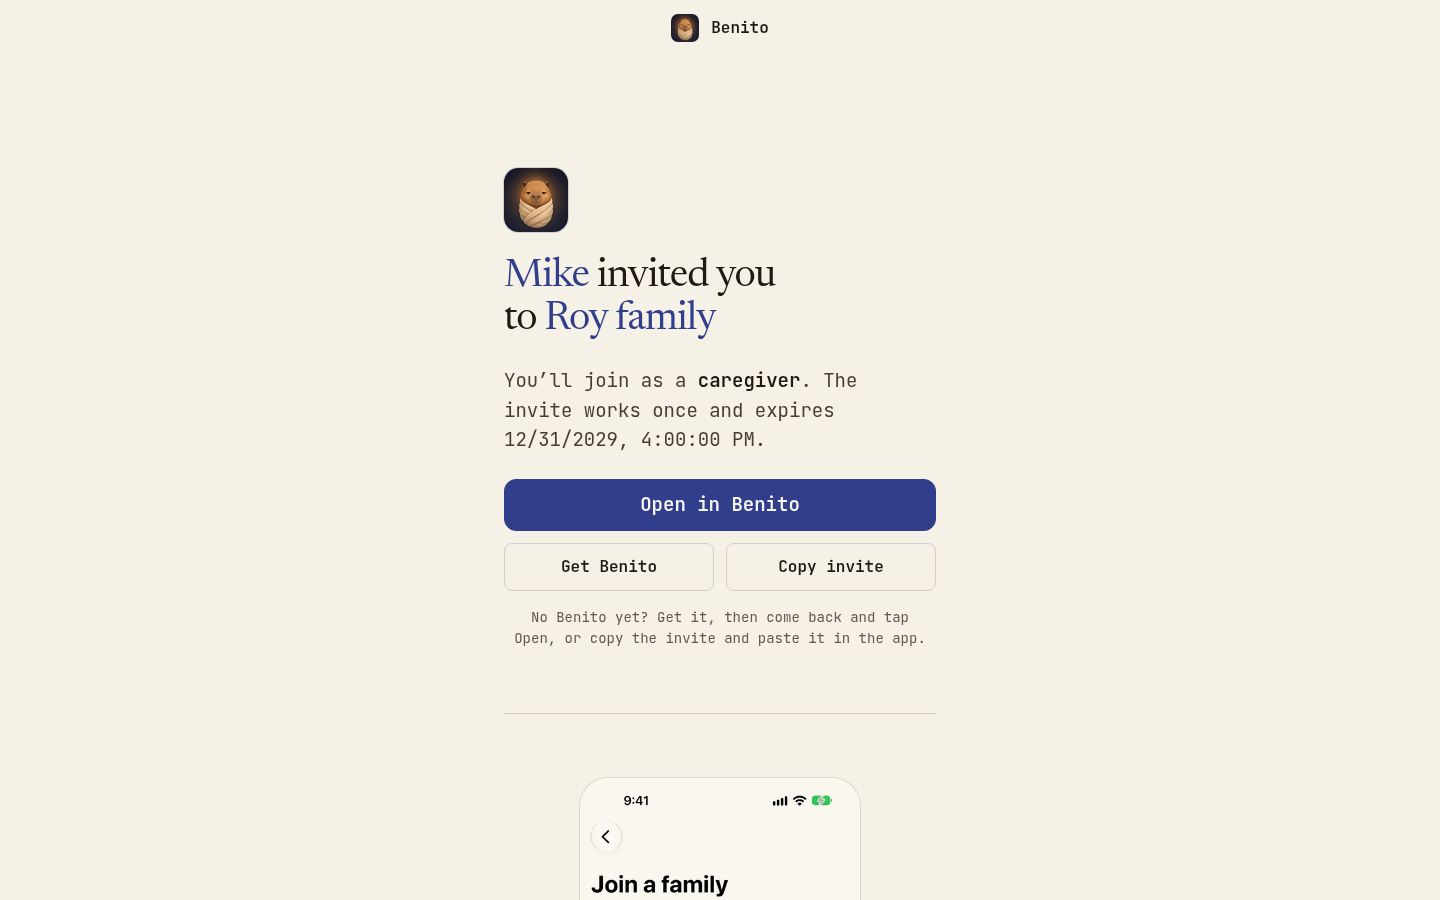 Benito
Mike invited you
to Roy family
You’ll join as a caregiver. The
invite works once and expires
12/31/2029, 4:00:00 PM.
Open in Benito
Get Benito
Copy invite
No Benito yet? Get it, then come back and tap
Open, or copy the invite and paste it in the app.
9:41
Join a family